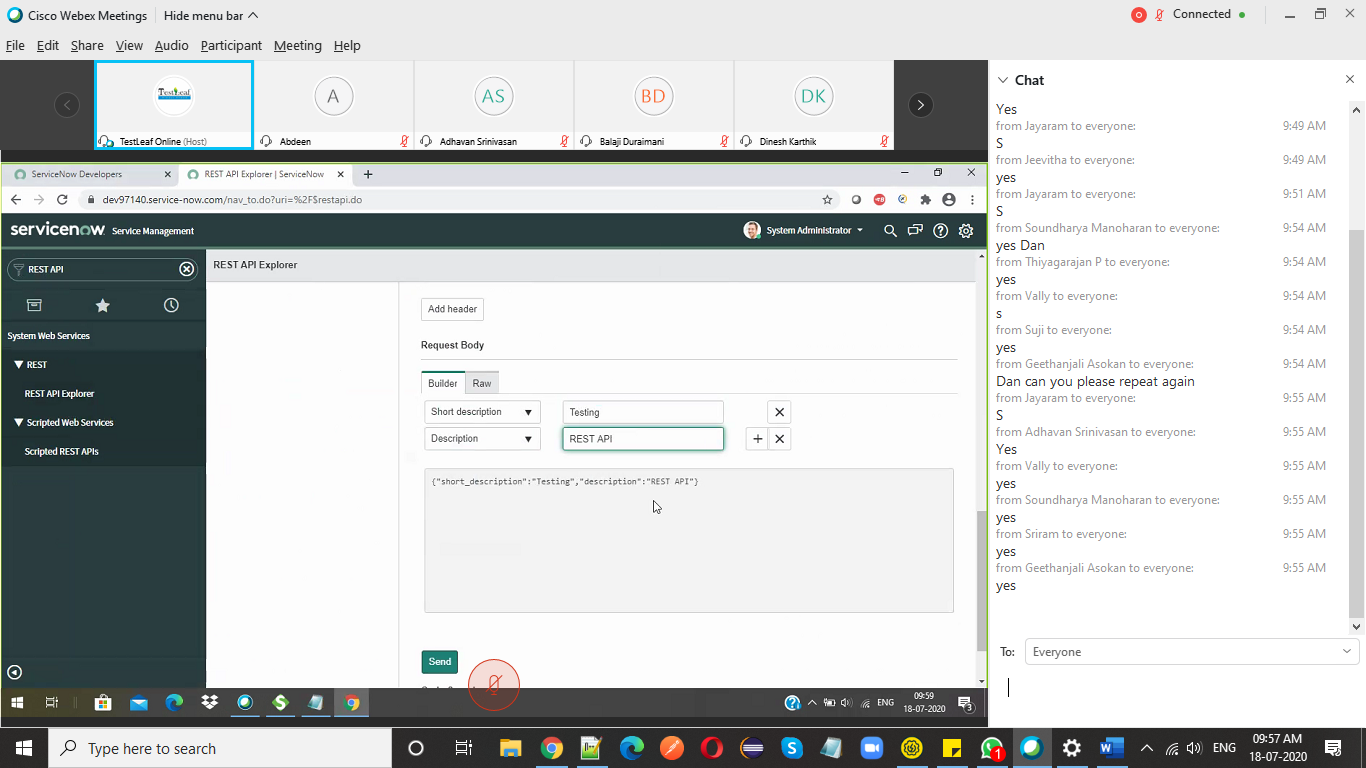 Cisco Webex Meetings Hide menu bar Connected
File Edit Share View Audio Participant Meeting Help
TestLeaf
A AS BD DK
TestLeaf Online (Host) Abdeen Adhavan Srinivasan Balaji Duraimani Dinesh Karthik
ServiceNow Developers REST API Explorer | ServiceNow
dev97140.service-now.com/nav_to.do?uri=%2F$restapi.do
servicenow Service Management System Administrator
REST API
REST API Explorer
System Web Services
REST
REST API Explorer
Scripted Web Services
Scripted REST APIs
Add header
Request Body
Builder Raw
Short description Testing
Description REST API
{"short_description":"Testing","description":"REST API"}
Send
ENG 09:59
18-07-2020
3
Chat
Yes
from Jayaram to everyone: 9:49 AM
S
from Jeevitha to everyone: 9:49 AM
yes
from Jayaram to everyone: 9:51 AM
S
from Soundharya Manoharan to everyone: 9:54 AM
yes Dan
from Thiyagarajan P to everyone: 9:54 AM
yes
from Vally to everyone: 9:54 AM
s
from Suji to everyone: 9:54 AM
yes
from Geethanjali Asokan to everyone: 9:54 AM
Dan can you please repeat again
from Jayaram to everyone: 9:55 AM
S
from Adhavan Srinivasan to everyone: 9:55 AM
Yes
from Vally to everyone: 9:55 AM
yes
from Soundharya Manoharan to everyone: 9:55 AM
yes
from Sriram to everyone: 9:55 AM
yes
from Geethanjali Asokan to everyone: 9:55 AM
yes
To: Everyone
Type here to search
1
ENG 09:57 AM
18-07-2020